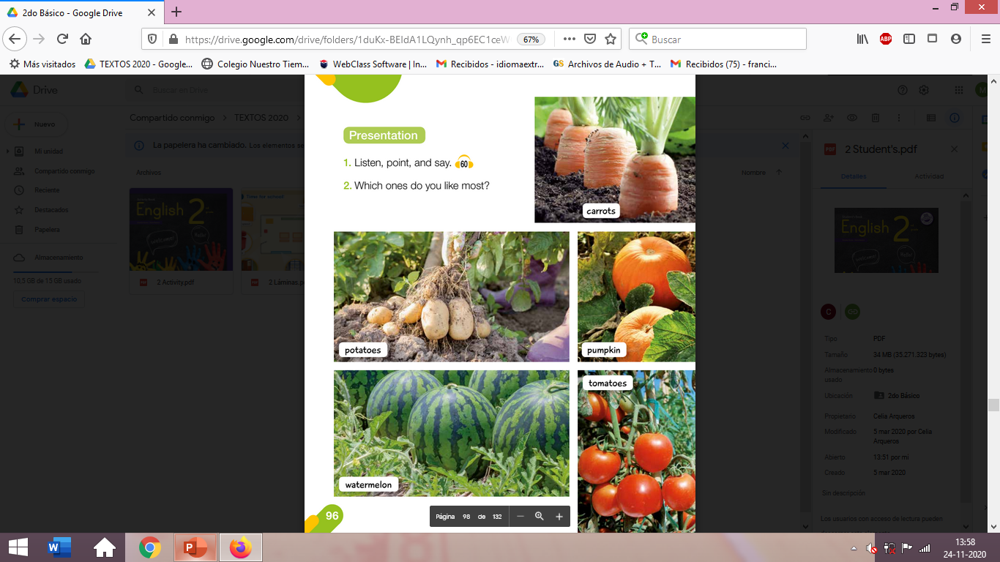 2do Básico - Google Drive
https://drive.google.com/drive/folders/1duKx-BEIdA1LQynh_qp6EC1ceW
67%
Buscar
Más visitados
TEXTOS 2020 - Google...
Colegio Nuestro Tiem...
WebClass Software | In...
Recibidos - idiomaextr...
Archivos de Audio + T...
Recibidos (75) - franci...
Drive
Buscar en Drive
Nuevo
Compartido conmigo
TEXTOS 2020
La papelera ha cambiado. Los elementos se
Mi unidad
Compartido conmigo
Reciente
Destacados
Papelera
Almacenamiento
10,5 GB de 15 GB usado
Comprar espacio
Archivos
Nombre
English 2
2 Activity.pdf
2 Láminas.p
Presentation
1. Listen, point, and say. 60
2. Which ones do you like most?
carrots
potatoes
pumpkin
watermelon
tomatoes
96
Página 98 de 132
2 Student's.pdf
Detalles
Actividad
English 2
Tipo PDF
Tamaño 34 MB (35.271.323 bytes)
Almacenamiento 0 bytes
usado
Ubicación 2do Básico
Propietario Celia Arqueros
Modificado 5 mar 2020 por Celia
Arqueros
Abierto 13:51 por mí
Creado 5 mar 2020
Sin descripción
Los usuarios con acceso de lectura pueden
13:58
24-11-2020